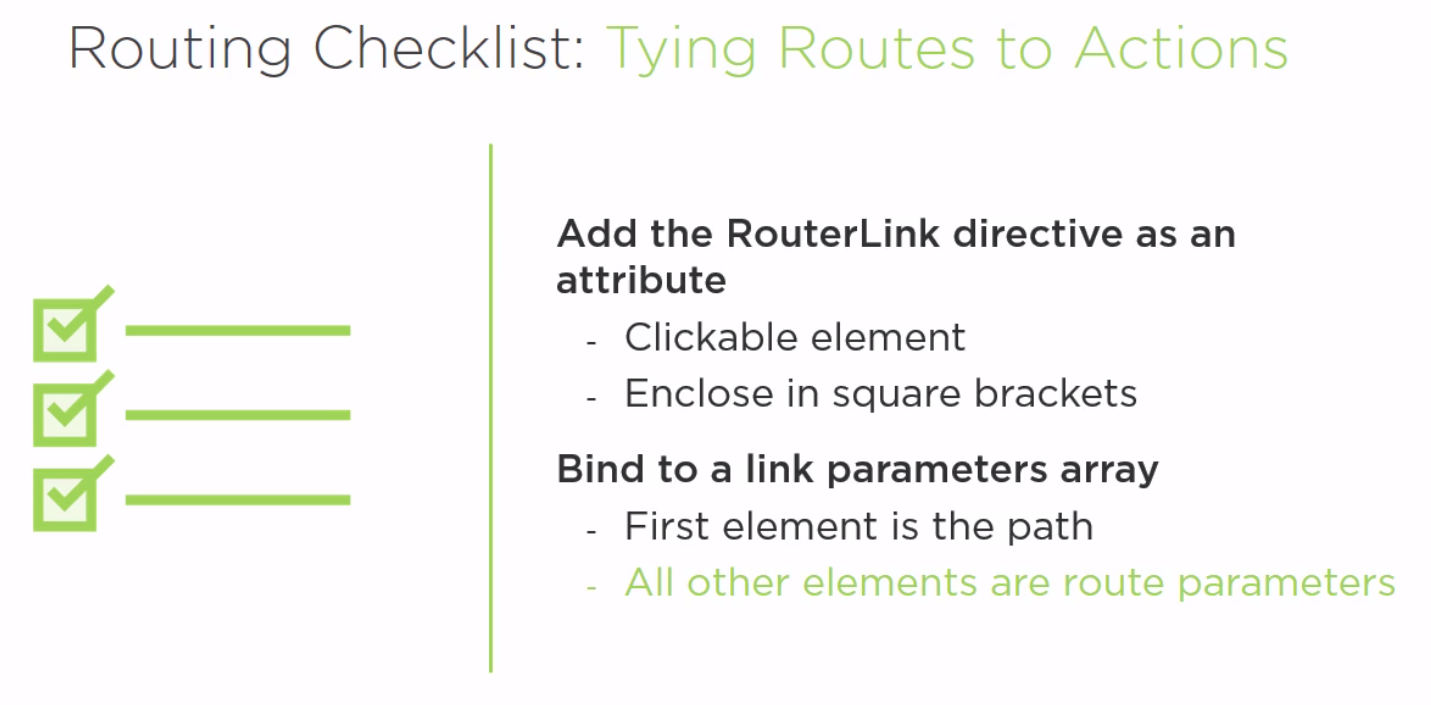 Routing Checklist: Tying Routes to Actions
Add the RouterLink directive as an
attribute
- Clickable element
- Enclose in square brackets
Bind to a link parameters array
- First element is the path
- All other elements are route parameters